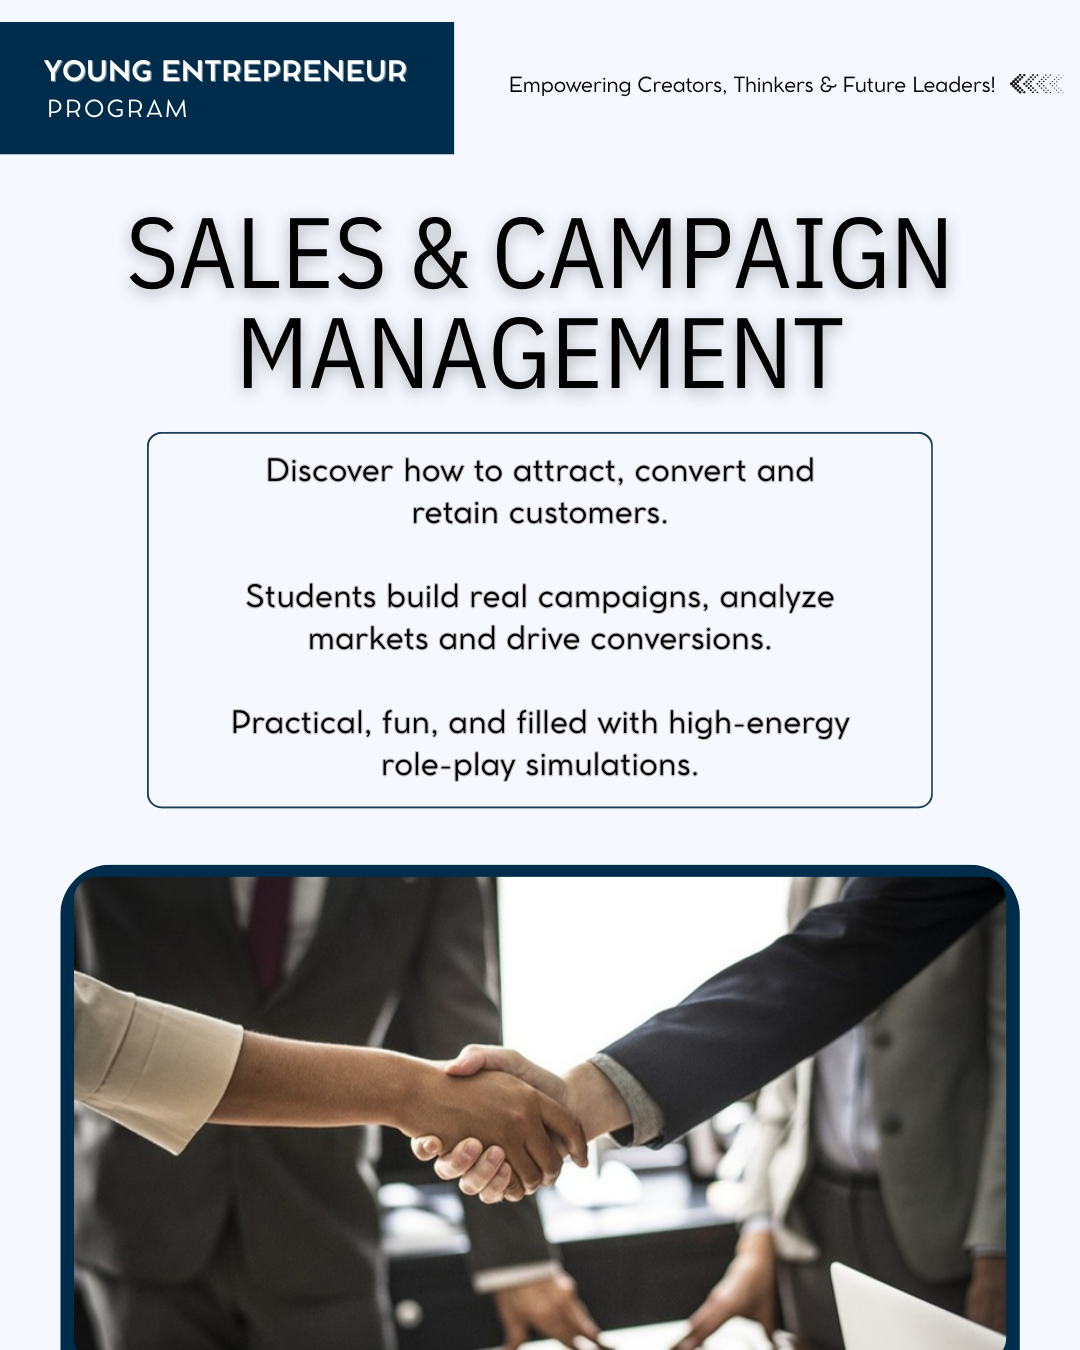 YOUNG ENTREPRENEUR
PROGRAM
Empowering Creators, Thinkers & Future Leaders!
SALES & CAMPAIGN
MANAGEMENT
Discover how to attract, convert and
retain customers.
Students build real campaigns, analyze
markets and drive conversions.
Practical, fun, and filled with high-energy
role-play simulations.